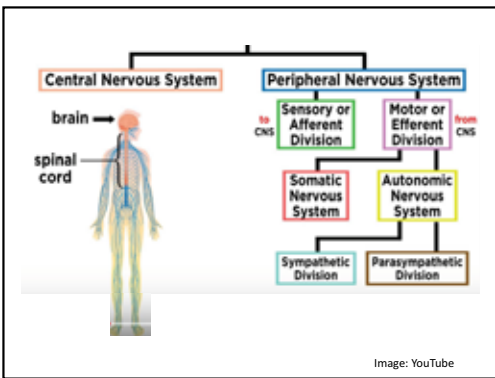 Central Nervous System
brain
spinal
cord
Peripheral Nervous System
to
CNS
Sensory or
Afferent
Division
Motor or
Efferent
Division
from
CNS
Somatic
Nervous
System
Autonomic
Nervous
System
Sympathetic
Division
Parasympathetic
Division
Image: YouTube